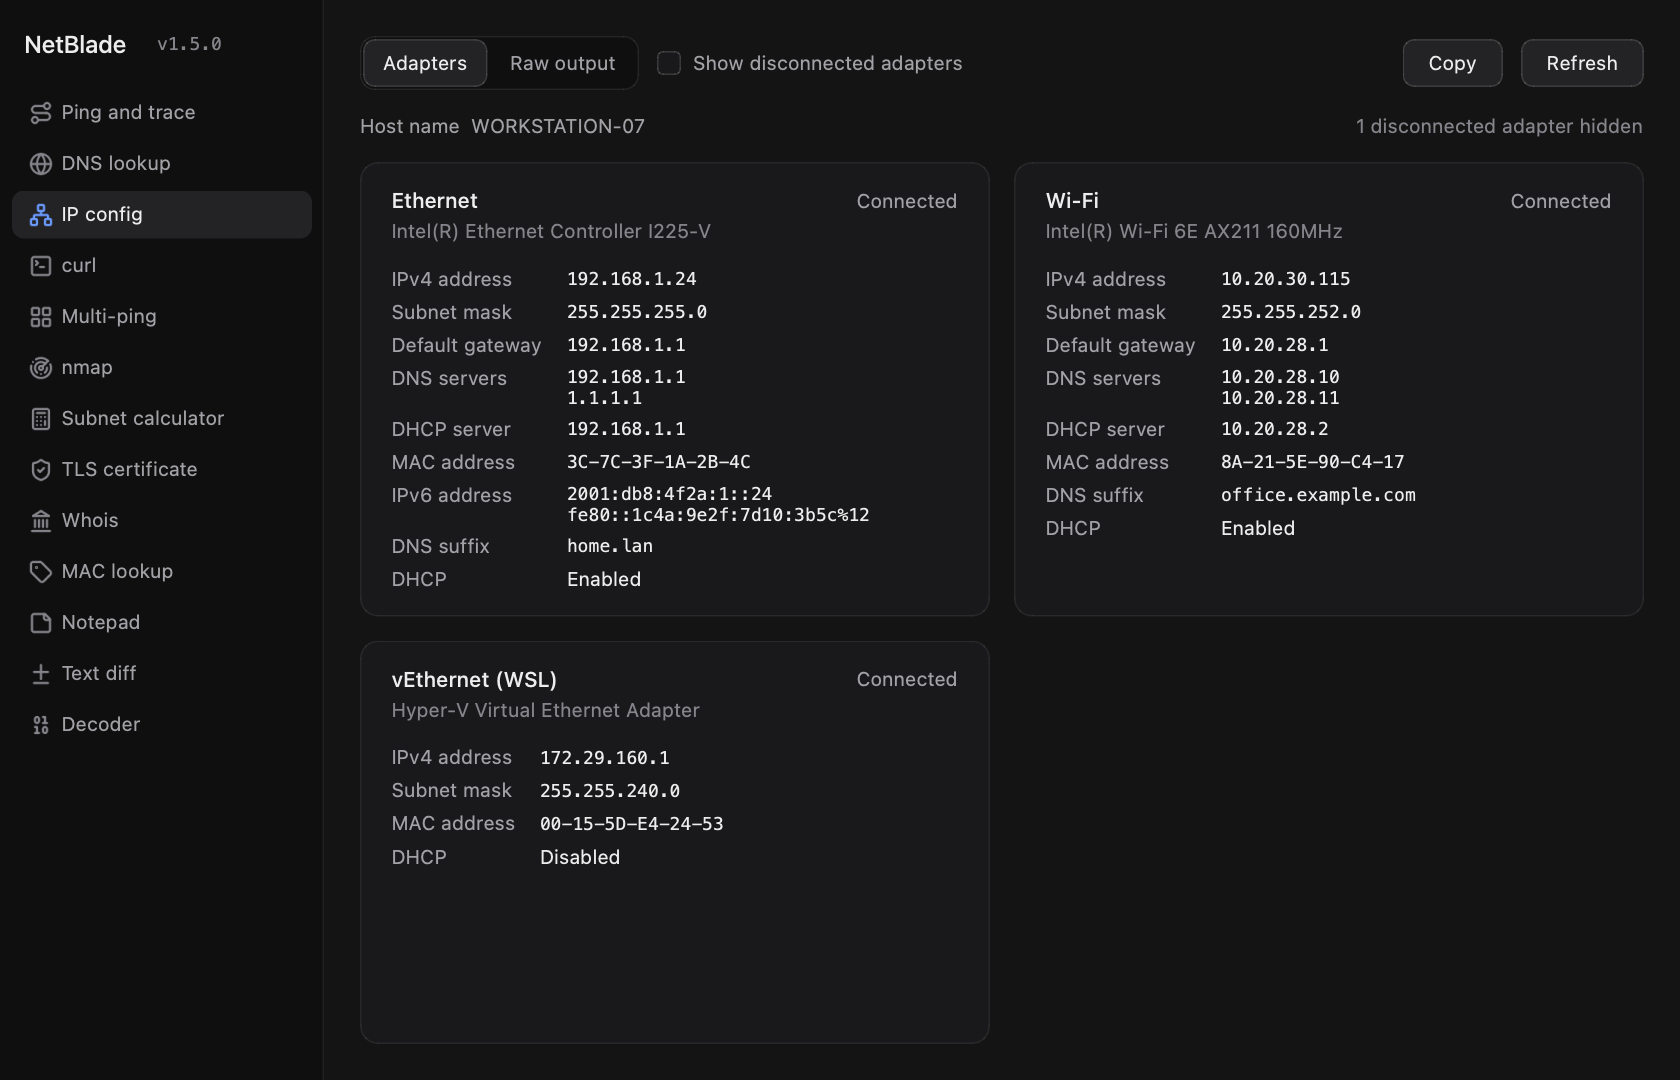 NetBlade v1.5.0
Ping and trace
DNS lookup
IP config
curl
Multi-ping
nmap
Subnet calculator
TLS certificate
Whois
MAC lookup
Notepad
Text diff
Decoder
Adapters Raw output Show disconnected adapters Copy Refresh
Host name WORKSTATION-07 1 disconnected adapter hidden
Ethernet Connected
Intel(R) Ethernet Controller I225-V
IPv4 address 192.168.1.24
Subnet mask 255.255.255.0
Default gateway 192.168.1.1
DNS servers 192.168.1.1
1.1.1.1
DHCP server 192.168.1.1
MAC address 3C-7C-3F-1A-2B-4C
IPv6 address 2001:db8:4f2a:1::24
fe80::1c4a:9e2f:7d10:3b5c%12
DNS suffix home.lan
DHCP Enabled
Wi-Fi Connected
Intel(R) Wi-Fi 6E AX211 160MHz
IPv4 address 10.20.30.115
Subnet mask 255.255.252.0
Default gateway 10.20.28.1
DNS servers 10.20.28.10
10.20.28.11
DHCP server 10.20.28.2
MAC address 8A-21-5E-90-C4-17
DNS suffix office.example.com
DHCP Enabled
vEthernet (WSL) Connected
Hyper-V Virtual Ethernet Adapter
IPv4 address 172.29.160.1
Subnet mask 255.255.240.0
MAC address 00-15-5D-E4-24-53
DHCP Disabled